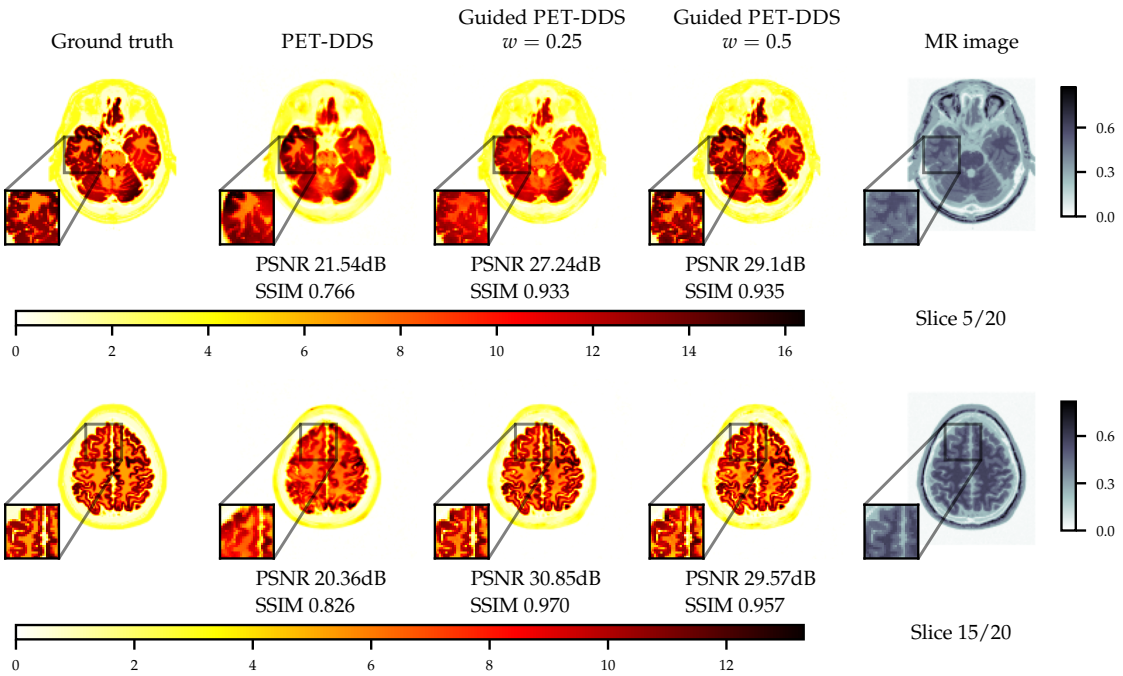 Ground truth
PET-DDS
Guided PET-DDS
w = 0.25
Guided PET-DDS
w = 0.5
MR image
0.6
0.3
0.0
PSNR 21.54dB
SSIM 0.766
PSNR 27.24dB
SSIM 0.933
PSNR 29.1dB
SSIM 0.935
Slice 5/20
0 2 4 6 8 10 12 14 16
0.6
0.3
0.0
PSNR 20.36dB
SSIM 0.826
PSNR 30.85dB
SSIM 0.970
PSNR 29.57dB
SSIM 0.957
Slice 15/20
0 2 4 6 8 10 12